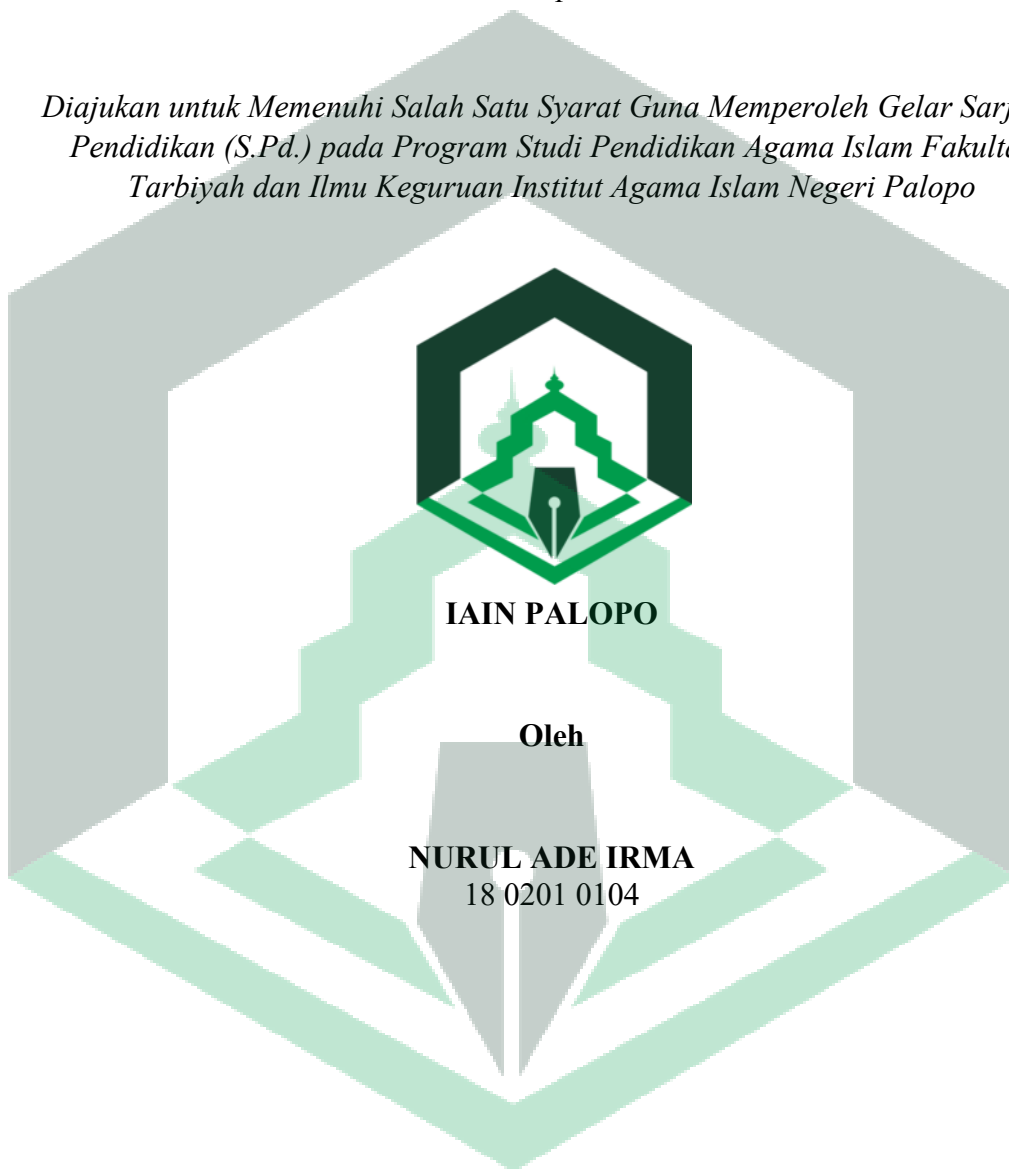 Diajukan untuk Memenuhi Salah Satu Syarat Guna Memperoleh Gelar Sarj
Pendidikan (S.Pd.) pada Program Studi Pendidikan Agama Islam Fakulta
Tarbiyah dan Ilmu Keguruan Institut Agama Islam Negeri Palopo
IAIN PALOPO
Oleh
NURUL ADE IRMA
18 0201 0104